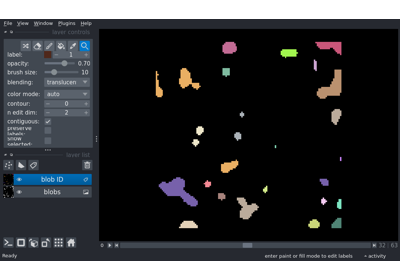 File View Window Plugins Help
layer controls
label: 1
opacity: 0.70
brush size: 10
blending: translucen
color mode: auto
contour: 0
n edit dim: 2
contiguous:
preserve labels:
show selected:
layer list
blob ID
blobs
0 32 63
Ready enter paint or fill mode to edit labels activity